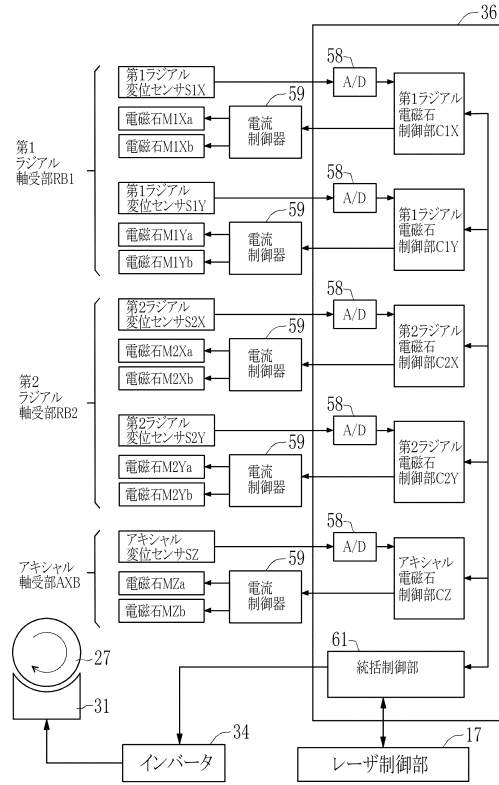 36
第1ラジアル
変位センサS1X
58
A/D
第1ラジアル
電磁石
制御部C1X
電磁石M1Xa
電磁石M1Xb
59
電流
制御器
第1
ラジアル
軸受部RB1
第1ラジアル
変位センサS1Y
58
A/D
第1ラジアル
電磁石
制御部C1Y
電磁石M1Ya
電磁石M1Yb
59
電流
制御器
第2ラジアル
変位センサS2X
58
A/D
第2ラジアル
電磁石
制御部C2X
電磁石M2Xa
電磁石M2Xb
59
電流
制御器
第2
ラジアル
軸受部RB2
第2ラジアル
変位センサS2Y
58
A/D
第2ラジアル
電磁石
制御部C2Y
電磁石M2Ya
電磁石M2Yb
59
電流
制御器
アキシャル
軸受部AXB
アキシャル
変位センサSZ
58
A/D
アキシャル
電磁石
制御部CZ
電磁石MZa
電磁石MZb
59
電流
制御器
27
31
61
統括制御部
34
インバータ
17
レーザ制御部